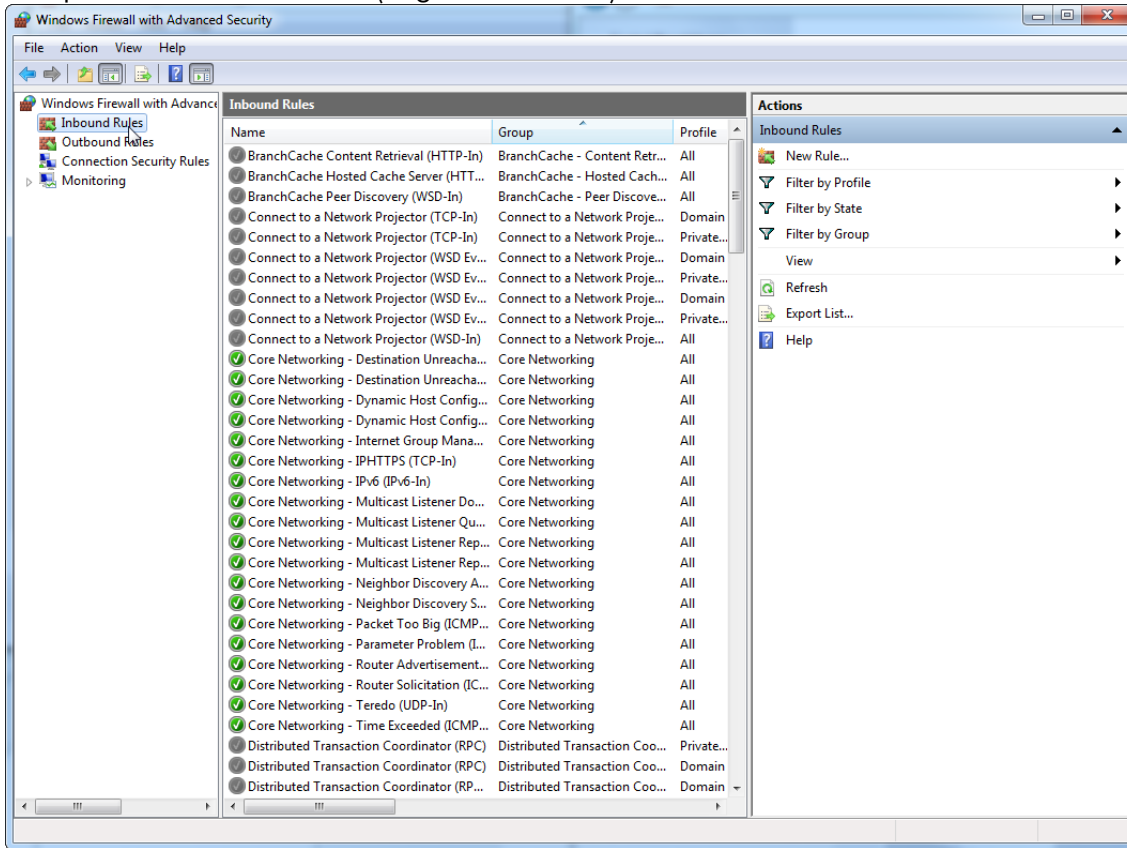 Windows Firewall with Advanced Security
File Action View Help
Windows Firewall with Advance
Inbound Rules
Outbound Rules
Connection Security Rules
Monitoring
Inbound Rules
Name Group Profile
BranchCache Content Retrieval (HTTP-In) BranchCache - Content Retr... All
BranchCache Hosted Cache Server (HTT... BranchCache - Hosted Cach... All
BranchCache Peer Discovery (WSD-In) BranchCache - Peer Discove... All
Connect to a Network Projector (TCP-In) Connect to a Network Proje... Domain
Connect to a Network Projector (TCP-In) Connect to a Network Proje... Private...
Connect to a Network Projector (WSD Ev... Connect to a Network Proje... Domain
Connect to a Network Projector (WSD Ev... Connect to a Network Proje... Private...
Connect to a Network Projector (WSD Ev... Connect to a Network Proje... Domain
Connect to a Network Projector (WSD Ev... Connect to a Network Proje... Private...
Connect to a Network Projector (WSD-In) Connect to a Network Proje... All
Core Networking - Destination Unreacha... Core Networking All
Core Networking - Destination Unreacha... Core Networking All
Core Networking - Dynamic Host Config... Core Networking All
Core Networking - Dynamic Host Config... Core Networking All
Core Networking - Internet Group Mana... Core Networking All
Core Networking - IPHTTPS (TCP-In) Core Networking All
Core Networking - IPv6 (IPv6-In) Core Networking All
Core Networking - Multicast Listener Do... Core Networking All
Core Networking - Multicast Listener Qu... Core Networking All
Core Networking - Multicast Listener Rep... Core Networking All
Core Networking - Multicast Listener Rep... Core Networking All
Core Networking - Neighbor Discovery A... Core Networking All
Core Networking - Neighbor Discovery S... Core Networking All
Core Networking - Packet Too Big (ICMP... Core Networking All
Core Networking - Parameter Problem (I... Core Networking All
Core Networking - Router Advertisement... Core Networking All
Core Networking - Router Solicitation (IC... Core Networking All
Core Networking - Teredo (UDP-In) Core Networking All
Core Networking - Time Exceeded (ICMP... Core Networking All
Distributed Transaction Coordinator (RPC) Distributed Transaction Coo... Private...
Distributed Transaction Coordinator (RPC) Distributed Transaction Coo... Domain
Distributed Transaction Coordinator (RP... Distributed Transaction Coo... Domain
Actions
Inbound Rules
New Rule...
Filter by Profile
Filter by State
Filter by Group
View
Refresh
Export List...
Help